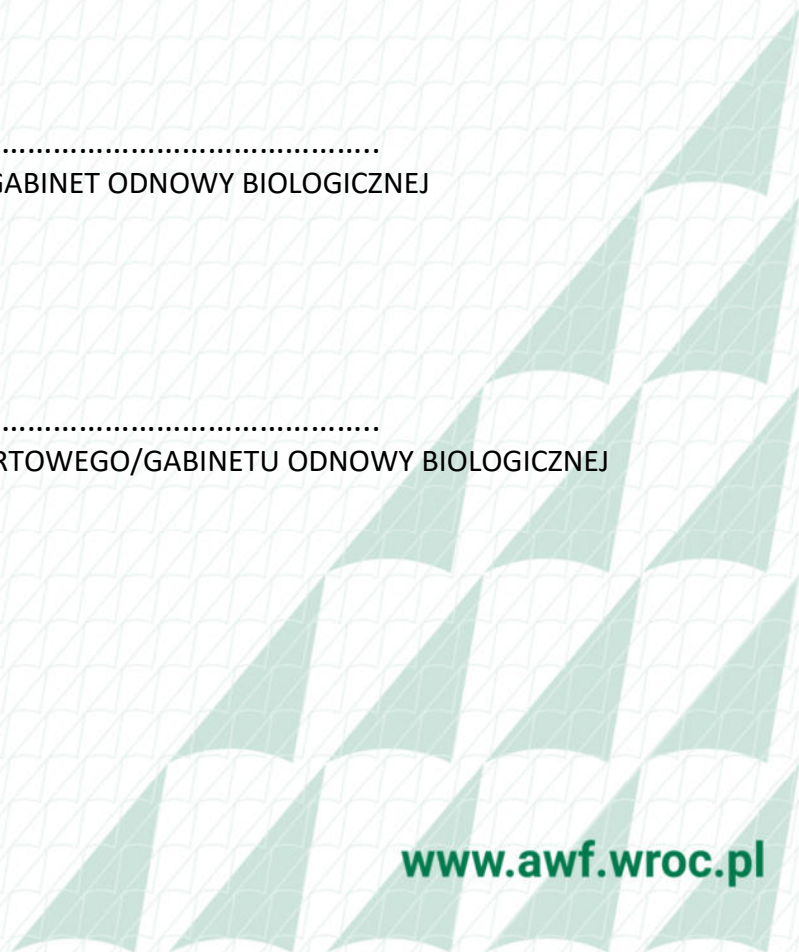 ……………………………………………..
GABINET ODNOWY BIOLOGICZNEJ
……………………………………………..
RTOWEGO/GABINETU ODNOWY BIOLOGICZNEJ
www.awf.wroc.pl